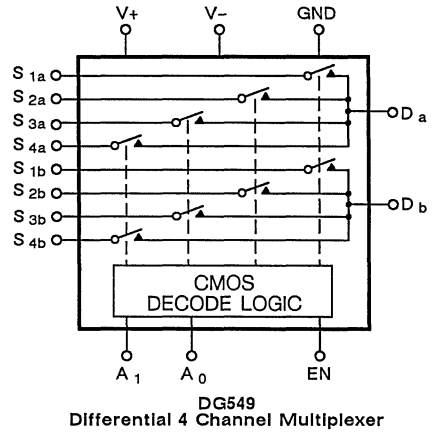 V+ V− GND
S 1a
S 2a
S 3a
S 4a
S 1b
S 2b
S 3b
S 4b
D a
D b
CMOS
DECODE LOGIC
A 1 A 0 EN
DG549
Differential 4 Channel Multiplexer